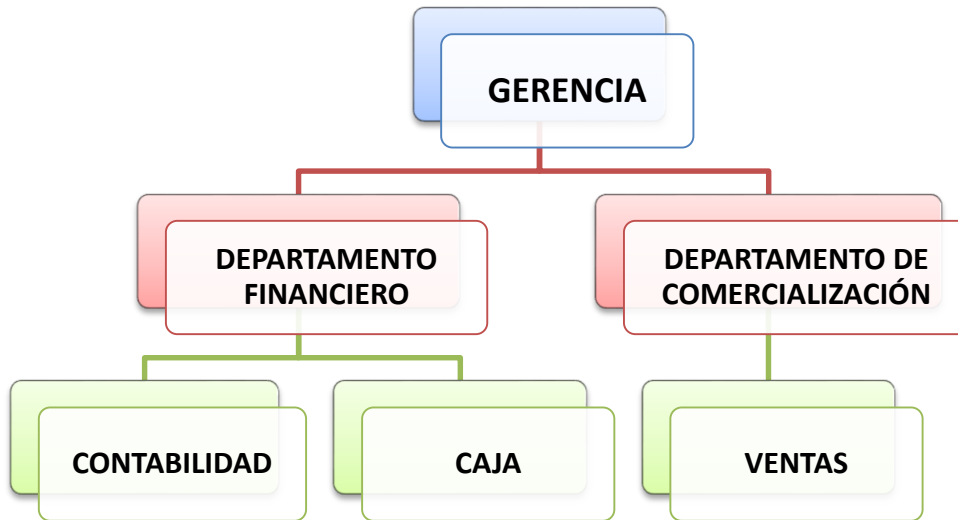 GERENCIA
DEPARTAMENTO
FINANCIERO
DEPARTAMENTO DE
COMERCIALIZACIÓN
CONTABILIDAD
CAJA
VENTAS